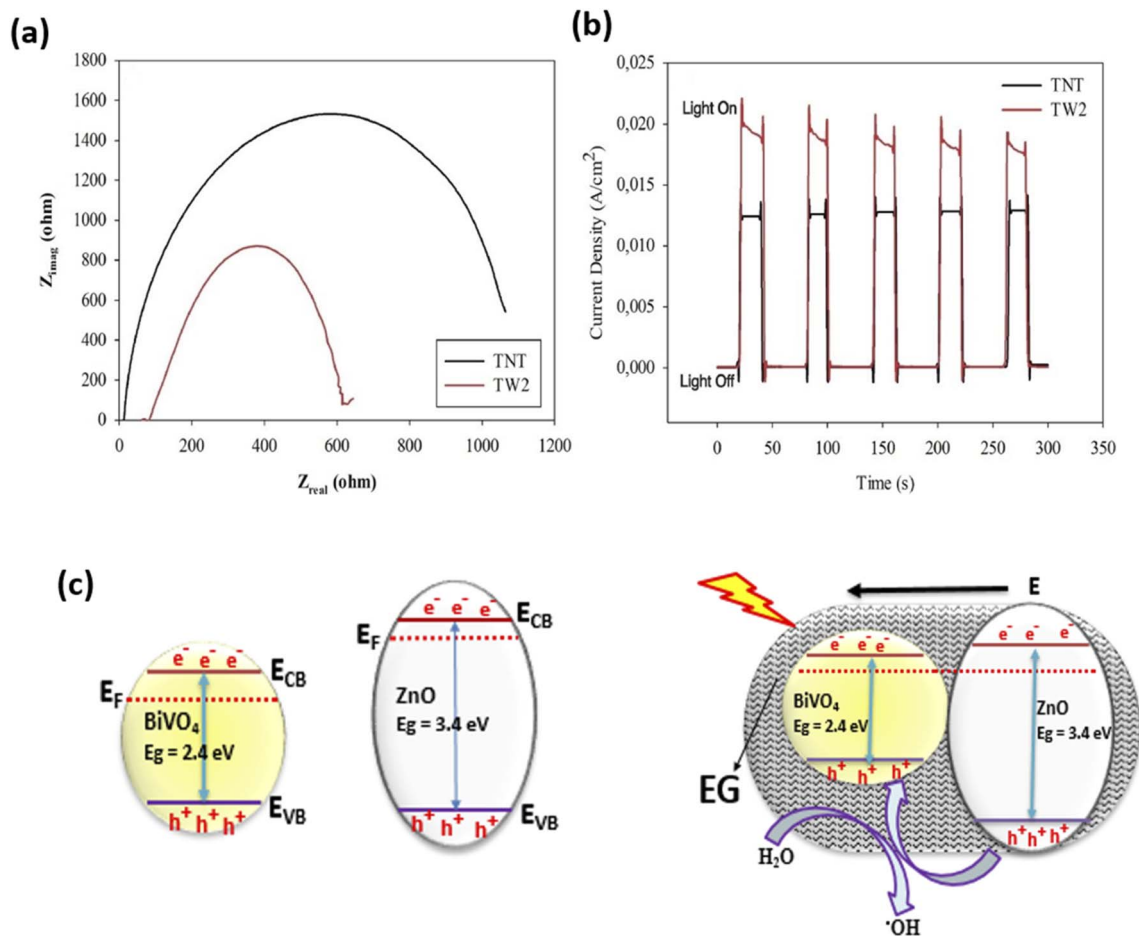 (a)
1800
1600
1400
1200
1000
800
600
400
200
0
Z_imag (ohm)
TNT
TW2
0 200 400 600 800 1000 1200
Z_real (ohm)
(b)
0,025
0,020
0,015
0,010
0,005
0,000
Current Density (A/cm²)
TNT
TW2
Light On
Light Off
0 50 100 150 200 250 300 350
Time (s)
(c)
e⁻ e⁻ e⁻
E_CB
E_F
BiVO₄
Eg = 2.4 eV
E_VB
h⁺ h⁺ h⁺
e⁻ e⁻ e⁻
E_CB
E_F
ZnO
Eg = 3.4 eV
E_VB
h⁺ h⁺ h⁺
E
e⁻ e⁻ e⁻
BiVO₄
Eg = 2.4 eV
h⁺ h⁺ h⁺
e⁻ e⁻ e⁻
ZnO
Eg = 3.4 eV
h⁺ h⁺ h⁺
EG
H₂O
•OH